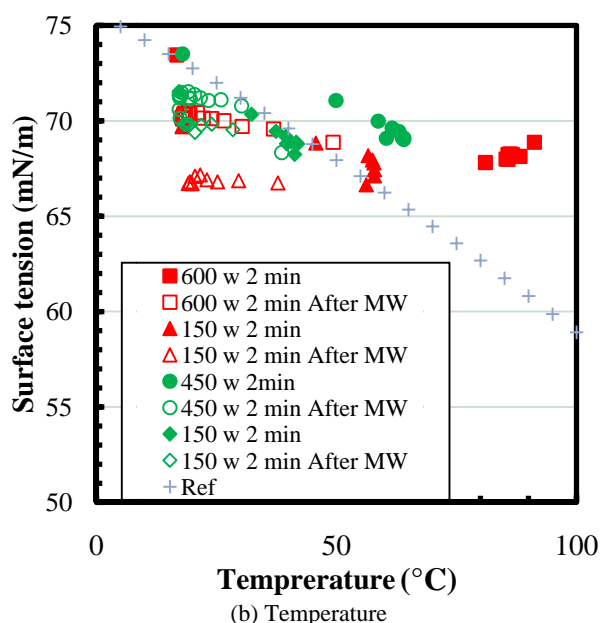 75
70
65
60
55
50
Surface tension (mN/m)
600 w 2 min
600 w 2 min After MW
150 w 2 min
150 w 2 min After MW
450 w 2min
450 w 2 min After MW
150 w 2 min
150 w 2 min After MW
Ref
0 50 100
Temprerature (°C)
(b) Temperature